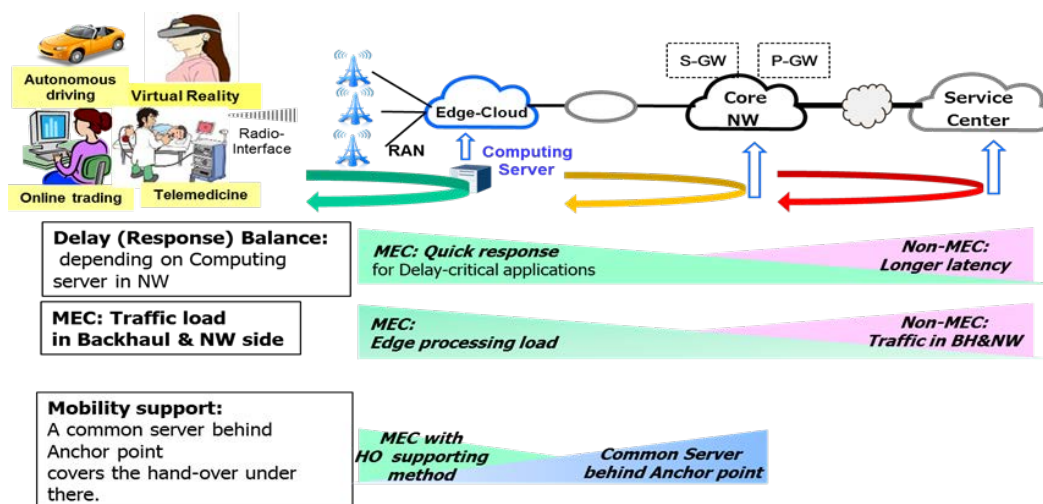 Autonomous
driving
Virtual Reality
Online trading
Telemedicine
Radio-
Interface
RAN
Edge-Cloud
Computing
Server
S-GW
P-GW
Core
NW
Service
Center
Delay (Response) Balance:
depending on Computing
server in NW
MEC: Quick response
for Delay-critical applications
Non-MEC:
Longer latency
MEC: Traffic load
in Backhaul & NW side
MEC:
Edge processing load
Non-MEC:
Traffic in BH&NW
Mobility support:
A common server behind
Anchor point
covers the hand-over under
there.
MEC with
HO supporting
method
Common Server
behind Anchor point